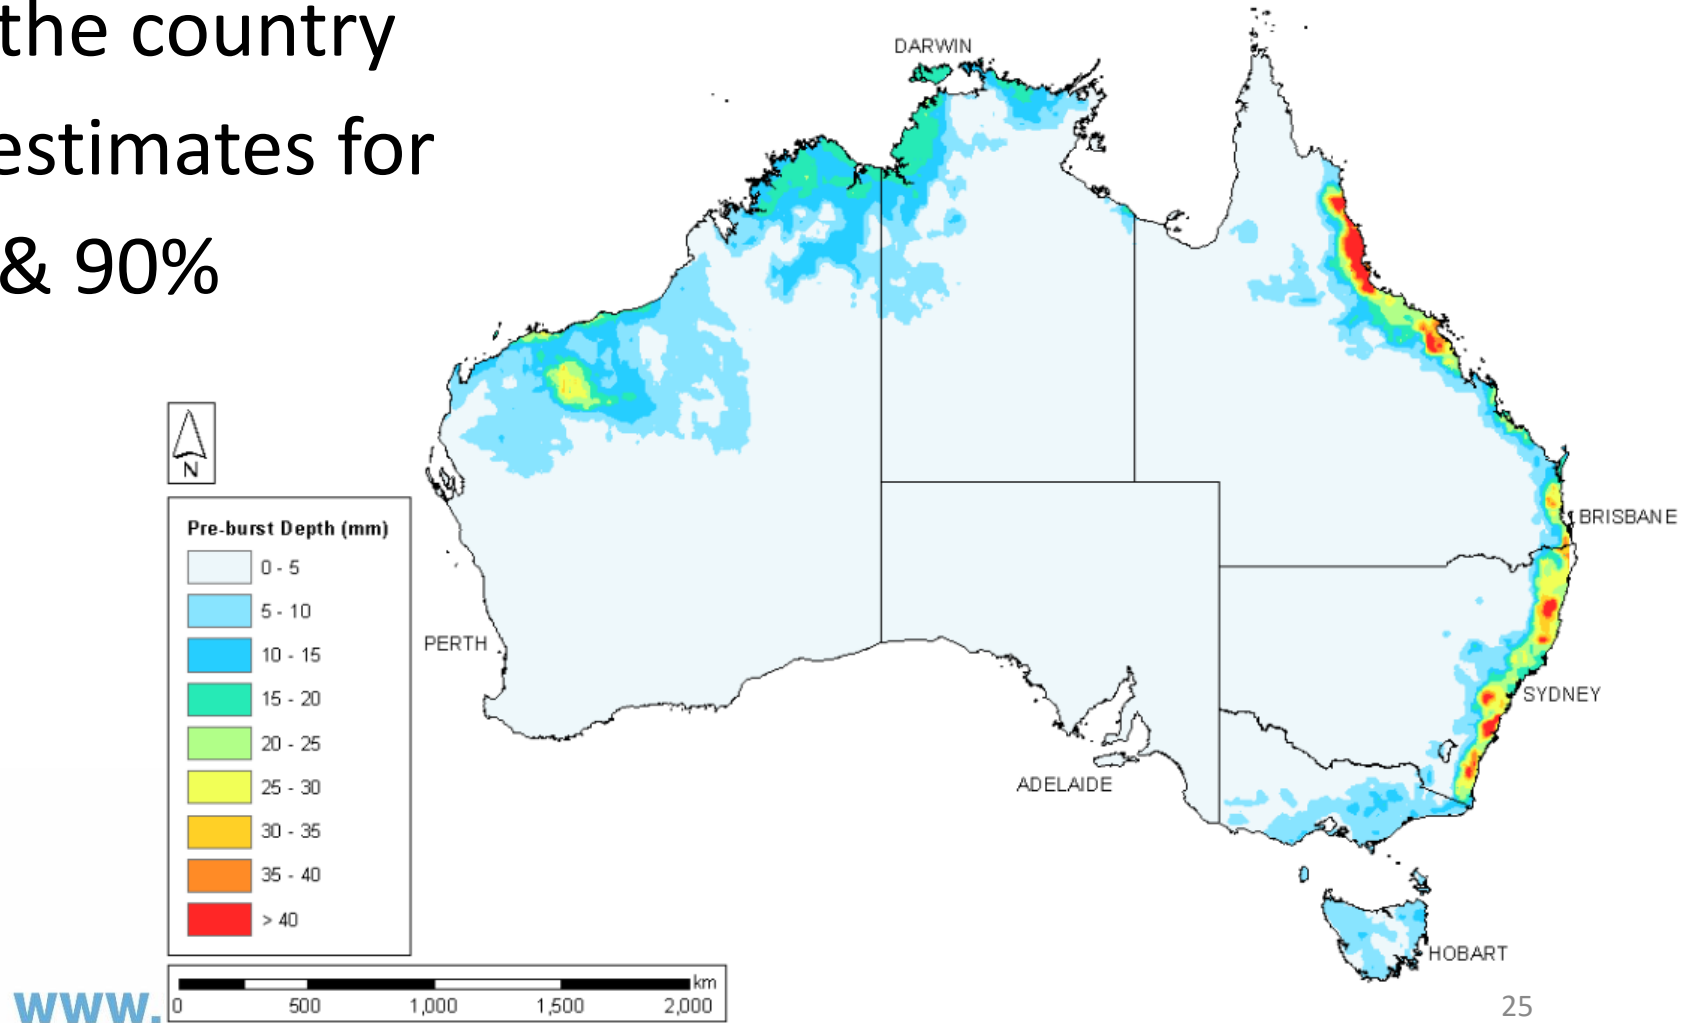 the country
estimates for
& 90%
DARWIN
BRISBANE
PERTH
SYDNEY
ADELAIDE
HOBART
N
Pre-burst Depth (mm)
0 - 5
5 - 10
10 - 15
15 - 20
20 - 25
25 - 30
30 - 35
35 - 40
> 40
km
0 500 1,000 1,500 2,000
www.
25